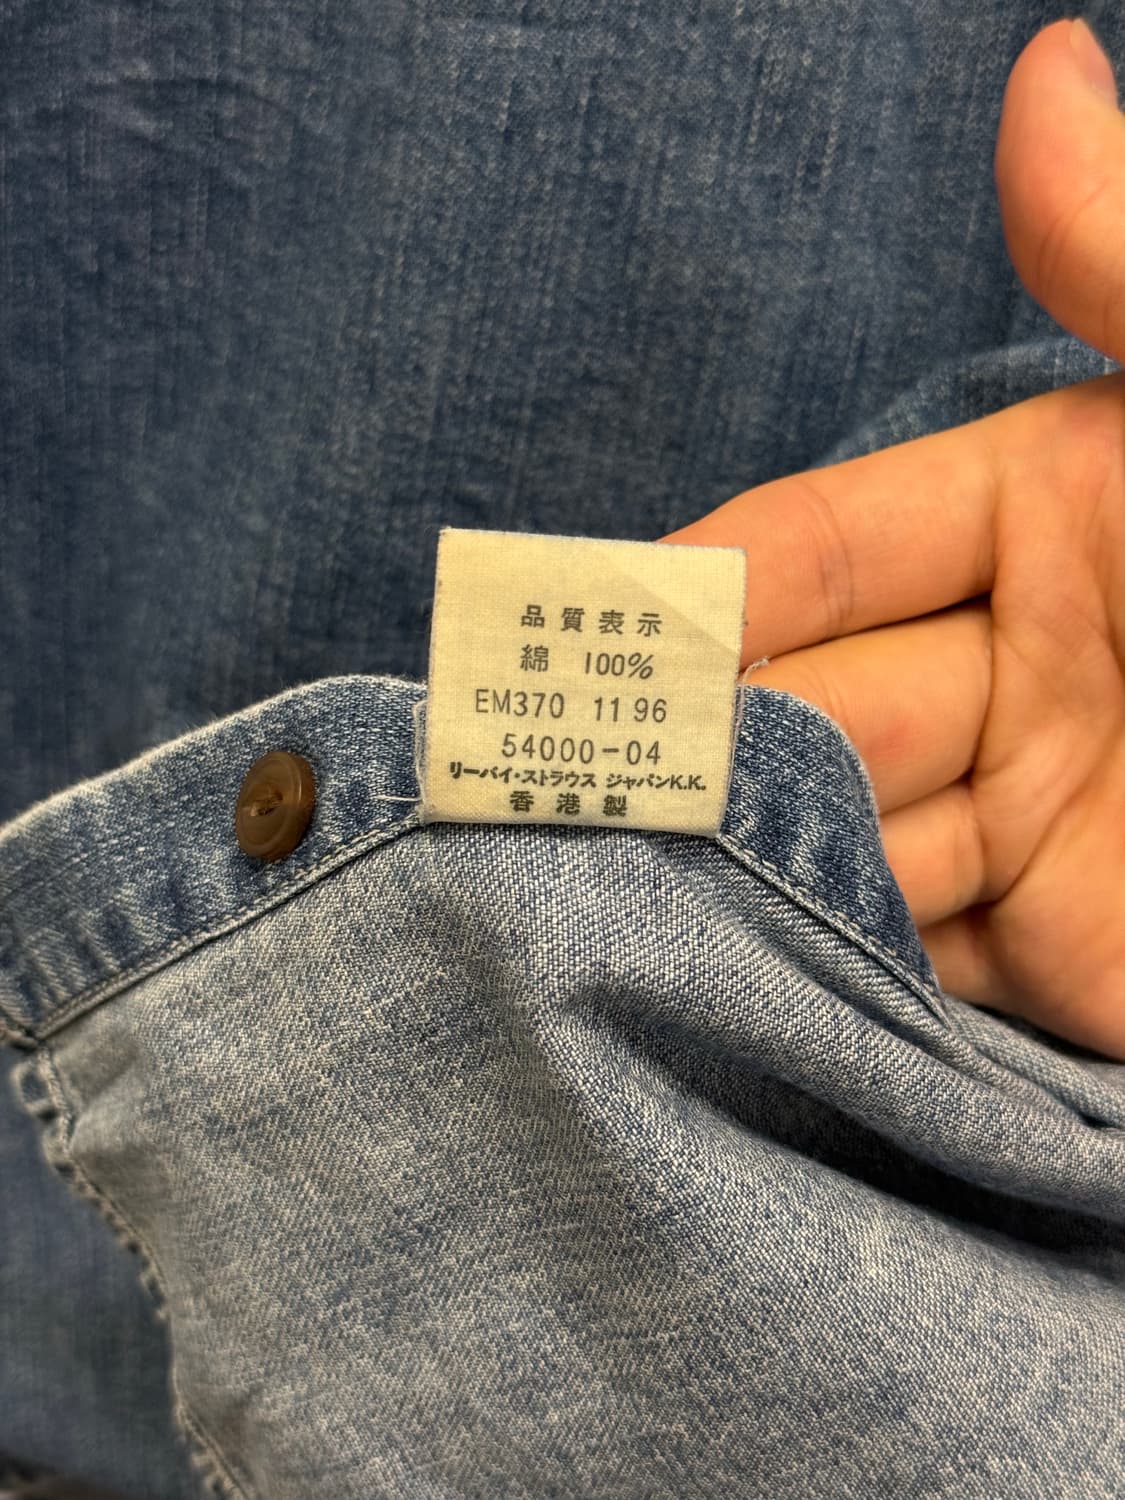 品質表示
綿 100%
EM370 11 96
54000-04
リーバイ・ストラウス ジャパンK.K.
香港製